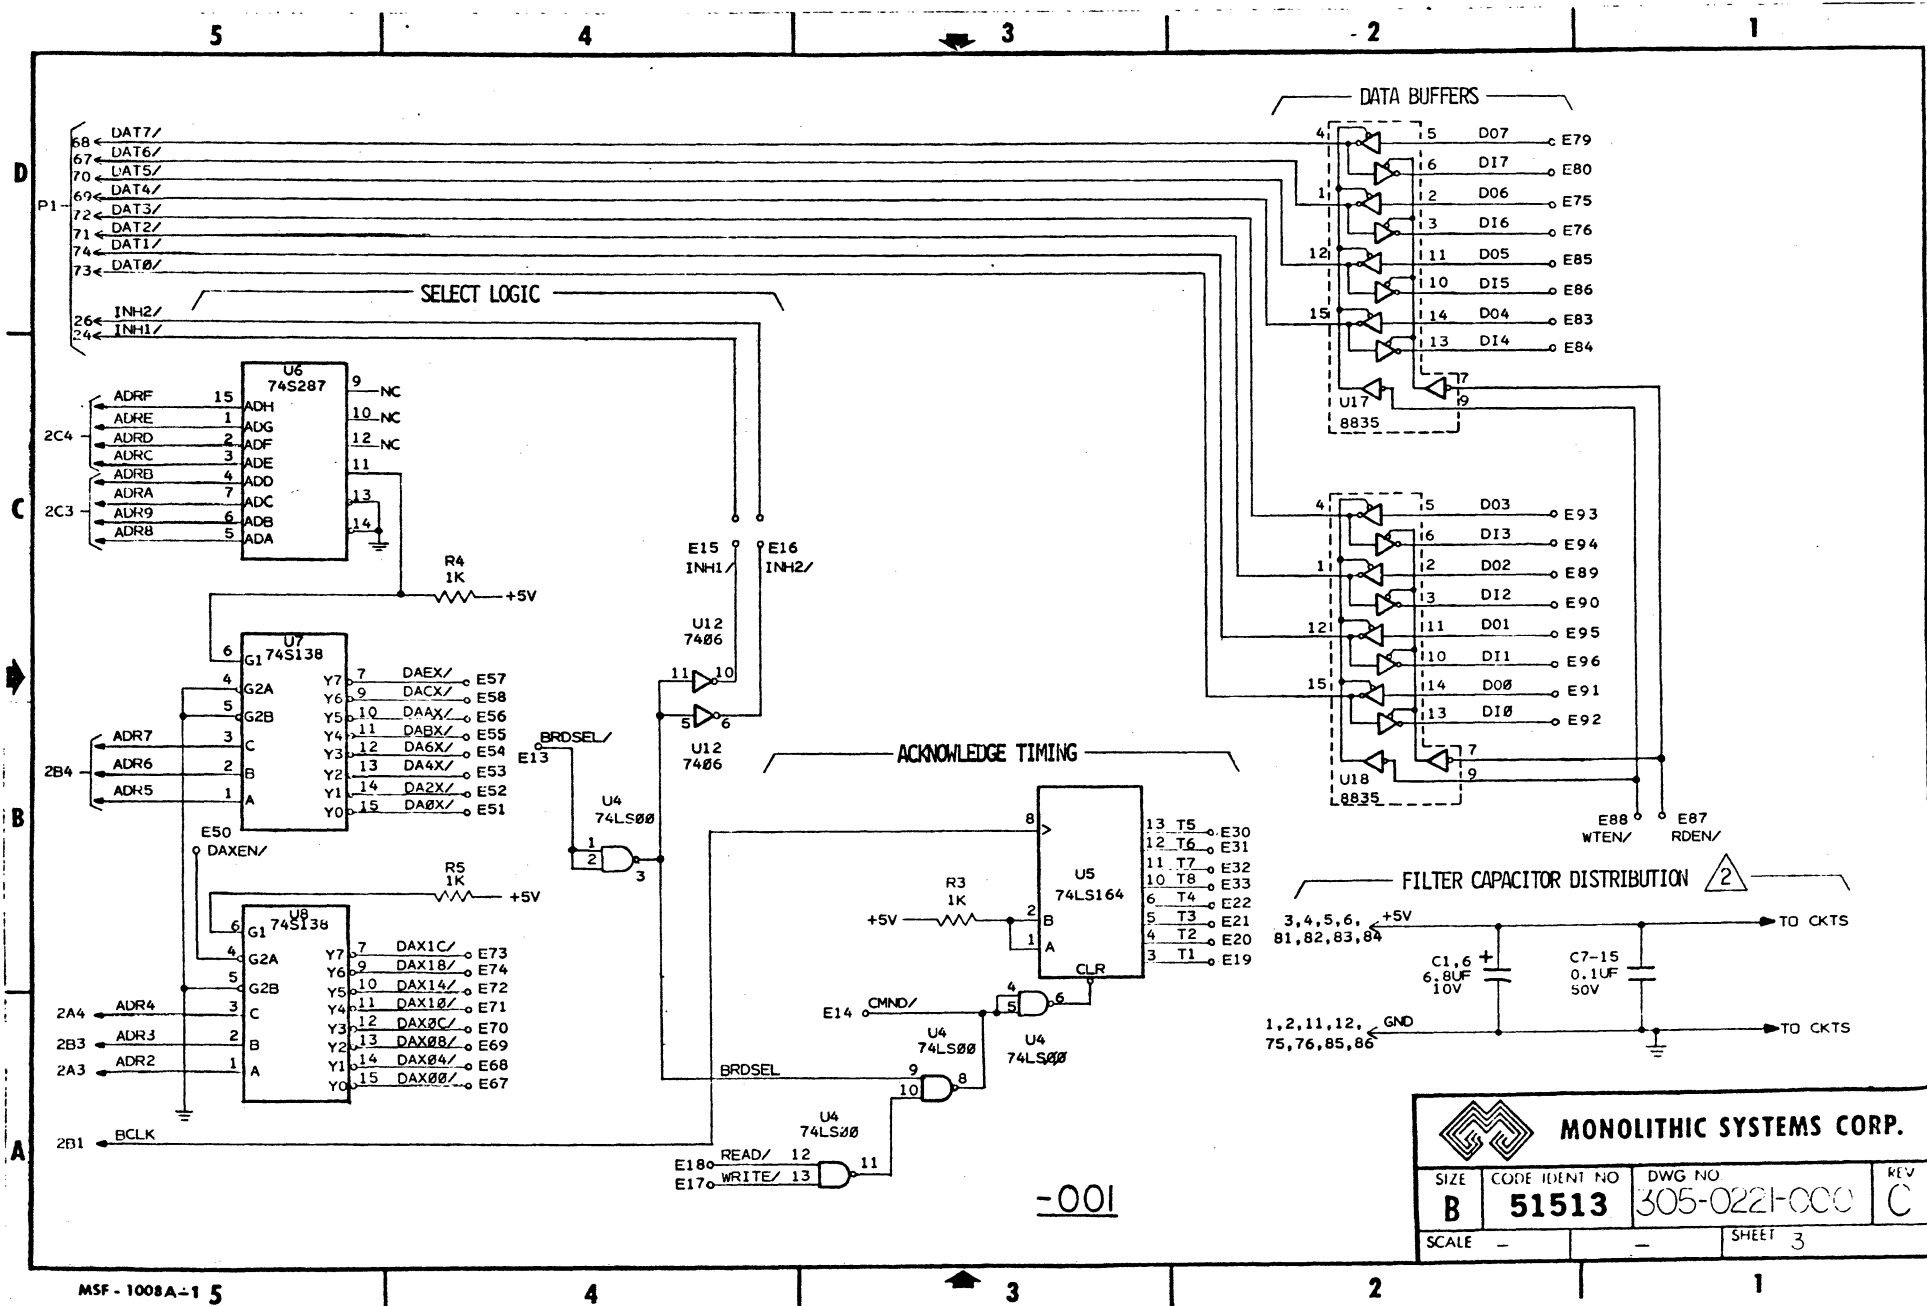 5 4 3 2 1
DATA BUFFERS
D
P1
68 DAT7/
67 DAT6/
70 DAT5/
69 DAT4/
72 DAT3/
71 DAT2/
74 DAT1/
73 DATØ/
26 INH2/
24 INH1/
SELECT LOGIC
4 5 DO7 E79
6 DI7 E80
1 2 DO6 E75
3 DI6 E76
12 11 DO5 E85
10 DI5 E86
15 14 DO4 E83
13 DI4 E84
7
9
U17
8835
U6
74S287
2C4
ADRF 15 ADH
ADRE 1 ADG
ADRD 2 ADF
ADRC 3 ADE
2C3
ADRB 4 ADD
ADRA 7 ADC
ADR9 6 ADB
ADR8 5 ADA
9 NC
10 NC
12 NC
11
13
14
C
R4
1K
+5V
E15 E16
INH1/ INH2/
4 5 DO3 E93
6 DI3 E94
1 2 DO2 E89
3 DI2 E90
12 11 DO1 E95
10 DI1 E96
15 14 DOØ E91
13 DIØ E92
7
9
U18
8835
E88 E87
WTEN/ RDEN/
U7
74S138
6 G1
4 G2A
5 G2B
2B4
ADR7 3 C
ADR6 2 B
ADR5 1 A
Y7 7 DAEX/ E57
Y6 9 DACX/ E58
Y5 10 DAAX/ E56
Y4 11 DABX/ E55
Y3 12 DA6X/ E54
Y2 13 DA4X/ E53
Y1 14 DA2X/ E52
Y0 15 DAØX/ E51
U12
7406
11 10
5 6
U12
7406
BRDSEL/
E13
U4
74LSØØ
1
2
3
B
E50
DAXEN/
R5
1K
+5V
U8
74S138
6 G1
4 G2A
5 G2B
2A4 ADR4 3 C
2B3 ADR3 2 B
2A3 ADR2 1 A
Y7 7 DAX1C/ E73
Y6 9 DAX18/ E74
Y5 10 DAX14/ E72
Y4 11 DAX1Ø/ E71
Y3 12 DAXØC/ E70
Y2 13 DAXØ8/ E69
Y1 14 DAXØ4/ E68
Y0 15 DAXØØ/ E67
ACKNOWLEDGE TIMING
8
U5
74LS164
R3
1K
+5V
2 B
1 A
CLR
13 T5 E30
12 T6 E31
11 T7 E32
10 T8 E33
6 T4 E22
5 T3 E21
4 T2 E20
3 T1 E19
E14 CMND/
4
5
6
U4
74LSØØ
U4
74LSØØ
BRDSEL 9
10
8
U4
74LSØØ
E18 READ/ 12
E17 WRITE/ 13
11
2B1 BCLK
A
FILTER CAPACITOR DISTRIBUTION 2
3,4,5,6, +5V TO CKTS
81,82,83,84
C1,6 +
6.8UF
10V
C7-15
0.1UF
50V
1,2,11,12, GND TO CKTS
75,76,85,86
-001
MONOLITHIC SYSTEMS CORP.
SIZE CODE IDENT NO DWG NO REV
B 51513 305-0221-000 C
SCALE - - SHEET 3
MSF - 1008A-1 5 4 3 2 1